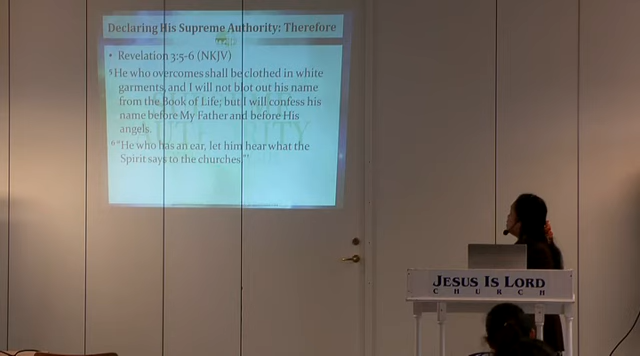 Declaring His Supreme Authority: Therefore
• Revelation 3:5-6 (NKJV)
5 He who overcomes shall be clothed in white
garments, and I will not blot out his name
from the Book of Life; but I will confess his
name before My Father and before His
angels.
6 "He who has an ear, let him hear what the
Spirit says to the churches."'
JESUS IS LORD
CHURCH